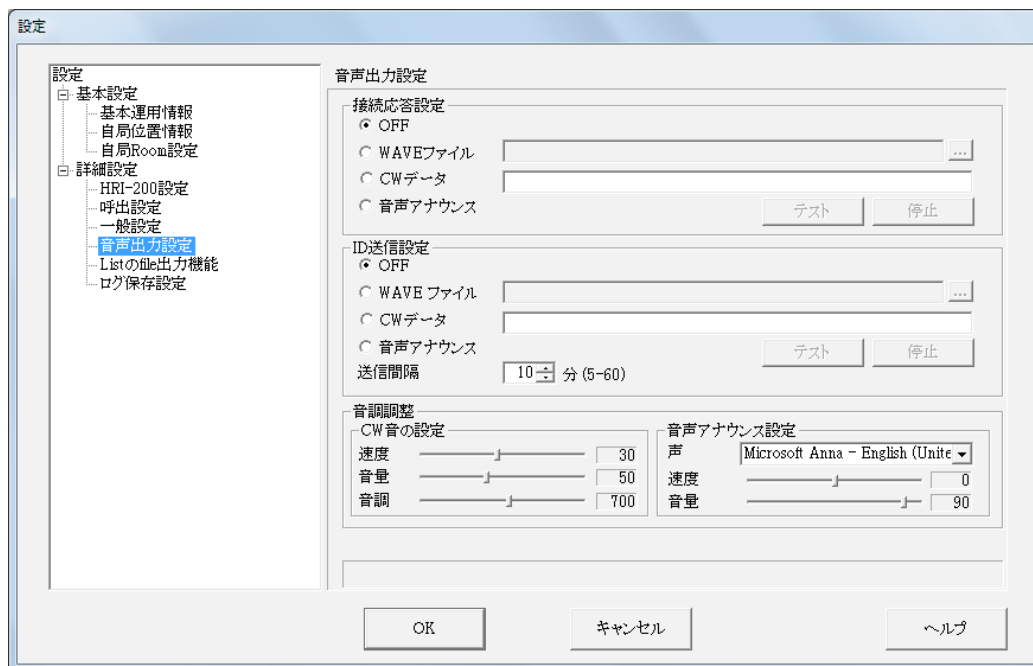 設定
設定
基本設定
基本運用情報
自局位置情報
自局Room設定
詳細設定
HRI-200設定
呼出設定
一般設定
音声出力設定
Listのfile出力機能
ログ保存設定
音声出力設定
接続応答設定
OFF
WAVEファイル ...
CWデータ
音声アナウンス テスト 停止
ID送信設定
OFF
WAVE ファイル ...
CWデータ
音声アナウンス テスト 停止
送信間隔 10 分 (5-60)
音調調整
CW音の設定
速度 30
音量 50
音調 700
音声アナウンス設定
声 Microsoft Anna - English (Unite
速度 0
音量 90
OK キャンセル ヘルプ